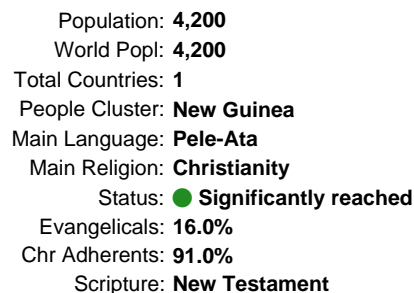 Population: 4,200
World Popl: 4,200
Total Countries: 1
People Cluster: New Guinea
Main Language: Pele-Ata
Main Religion: Christianity
Status: Significantly reached
Evangelicals: 16.0%
Chr Adherents: 91.0%
Scripture: New Testament